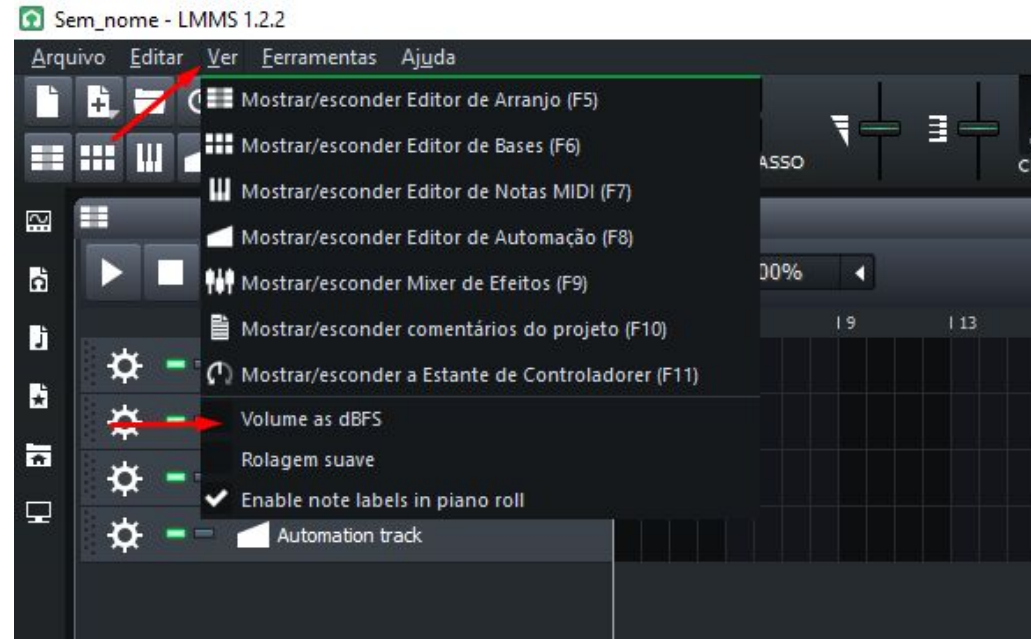 Sem_nome - LMMS 1.2.2
Arquivo Editar Ver Ferramentas Ajuda
Mostrar/esconder Editor de Arranjo (F5)
Mostrar/esconder Editor de Bases (F6)
ASSO
Mostrar/esconder Editor de Notas MIDI (F7)
Mostrar/esconder Editor de Automação (F8)
00%
Mostrar/esconder Mixer de Efeitos (F9)
Mostrar/esconder comentários do projeto (F10)
9 13
Mostrar/esconder a Estante de Controladorer (F11)
Volume as dBFS
Rolagem suave
Enable note labels in piano roll
Automation track